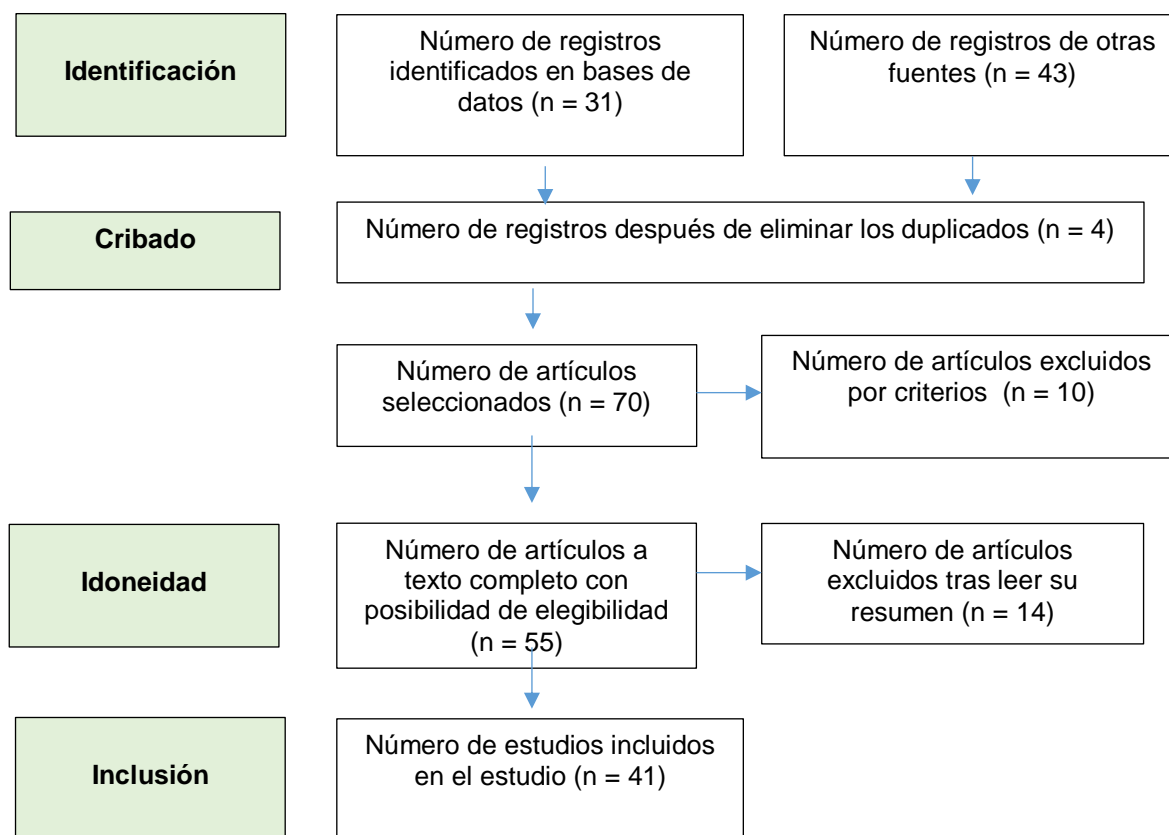 Identificación
Número de registros
identificados en bases de
datos (n = 31)
Número de registros de otras
fuentes (n = 43)
Cribado
Número de registros después de eliminar los duplicados (n = 4)
Número de artículos
seleccionados (n = 70)
Número de artículos excluidos
por criterios (n = 10)
Idoneidad
Número de artículos a
texto completo con
posibilidad de elegibilidad
(n = 55)
Número de artículos
excluidos tras leer su
resumen (n = 14)
Inclusión
Número de estudios incluidos
en el estudio (n = 41)